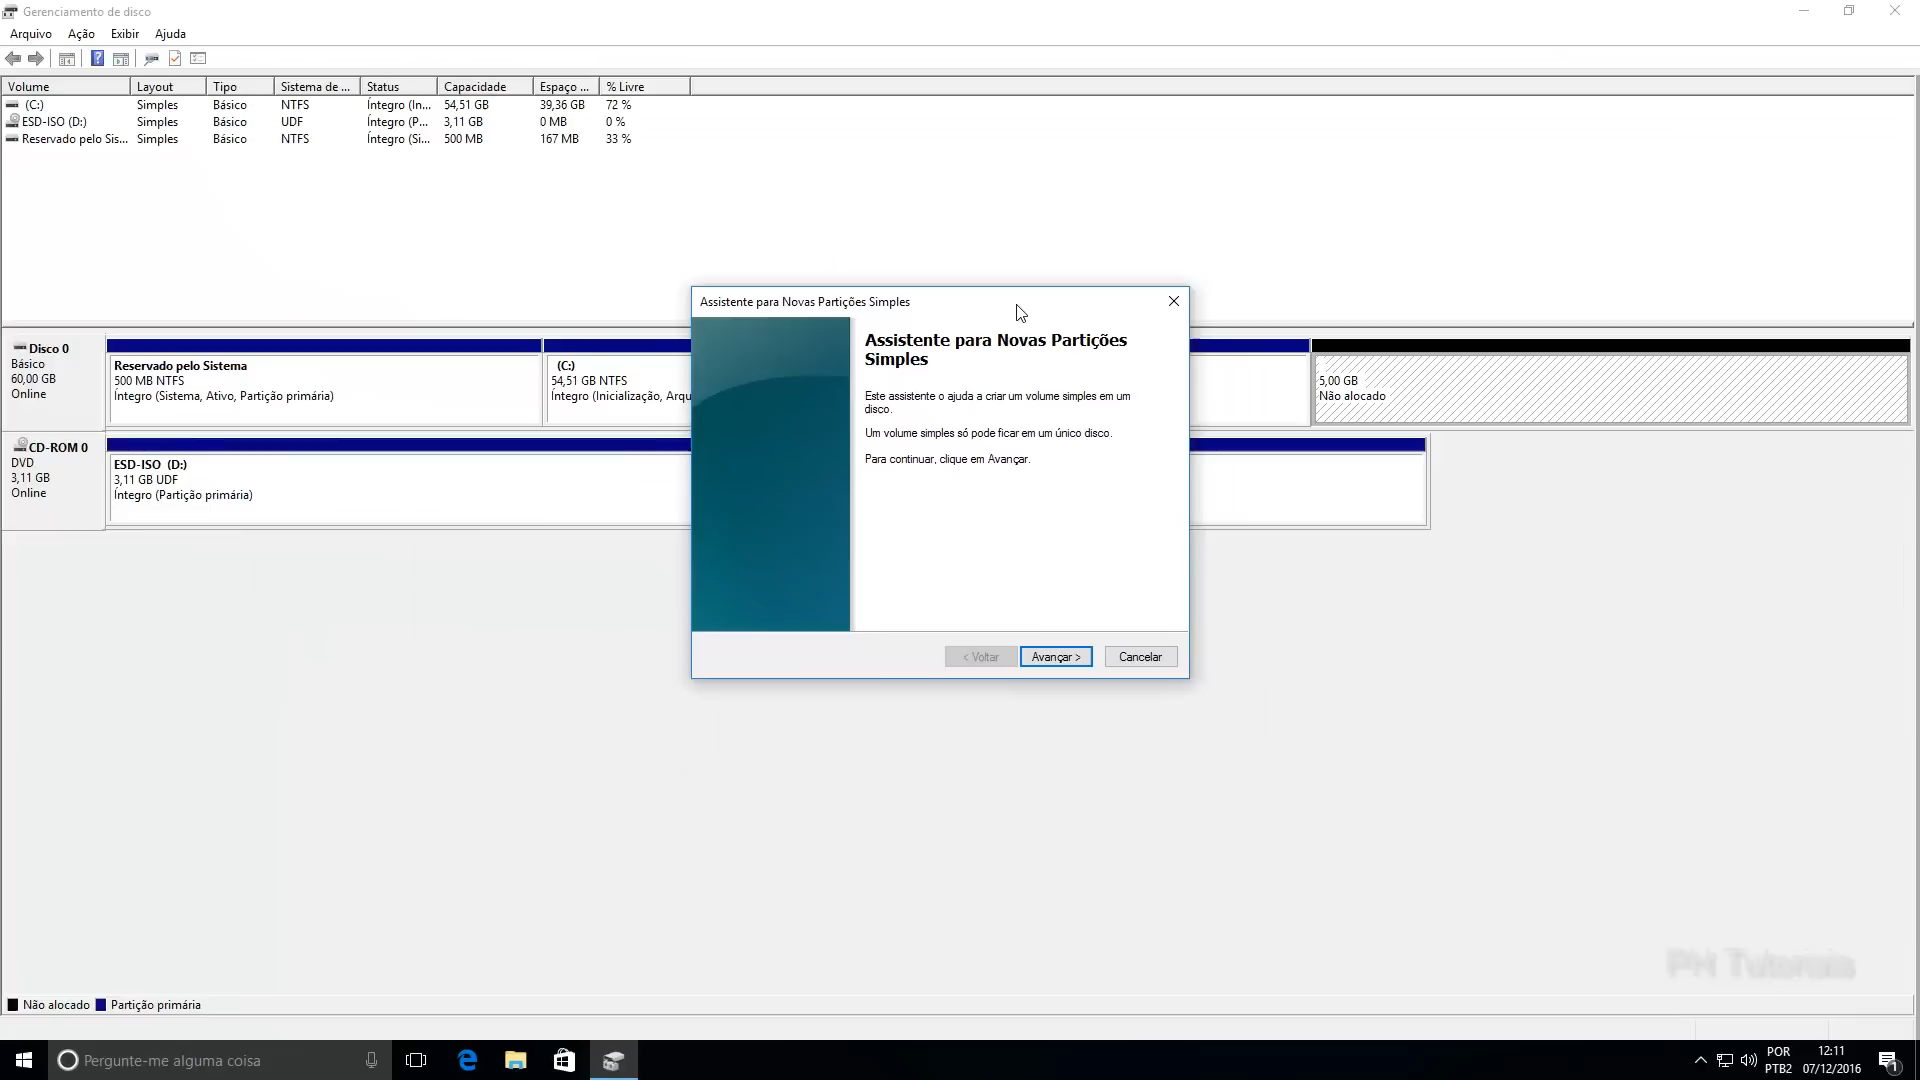 Gerenciamento de disco
Arquivo Ação Exibir Ajuda
Volume Layout Tipo Sistema de ... Status Capacidade Espaço ... % Livre
(C:) Simples Básico NTFS Íntegro (In... 54,51 GB 39,36 GB 72 %
ESD-ISO (D:) Simples Básico UDF Íntegro (P... 3,11 GB 0 MB 0 %
Reservado pelo Sis... Simples Básico NTFS Íntegro (Si... 500 MB 167 MB 33 %
Assistente para Novas Partições Simples
Assistente para Novas Partições
Simples
Este assistente o ajuda a criar um volume simples em um
disco.
Um volume simples só pode ficar em um único disco.
Para continuar, clique em Avançar.
< Voltar Avançar > Cancelar
Disco 0
Básico
60,00 GB
Online
Reservado pelo Sistema
500 MB NTFS
Íntegro (Sistema, Ativo, Partição primária)
(C:)
54,51 GB NTFS
Íntegro (Inicialização, Arqu
5,00 GB
Não alocado
CD-ROM 0
DVD
3,11 GB
Online
ESD-ISO (D:)
3,11 GB UDF
Íntegro (Partição primária)
PN Tutoriais
Não alocado Partição primária
Pergunte-me alguma coisa
POR
PTB2
12:11
07/12/2016
1